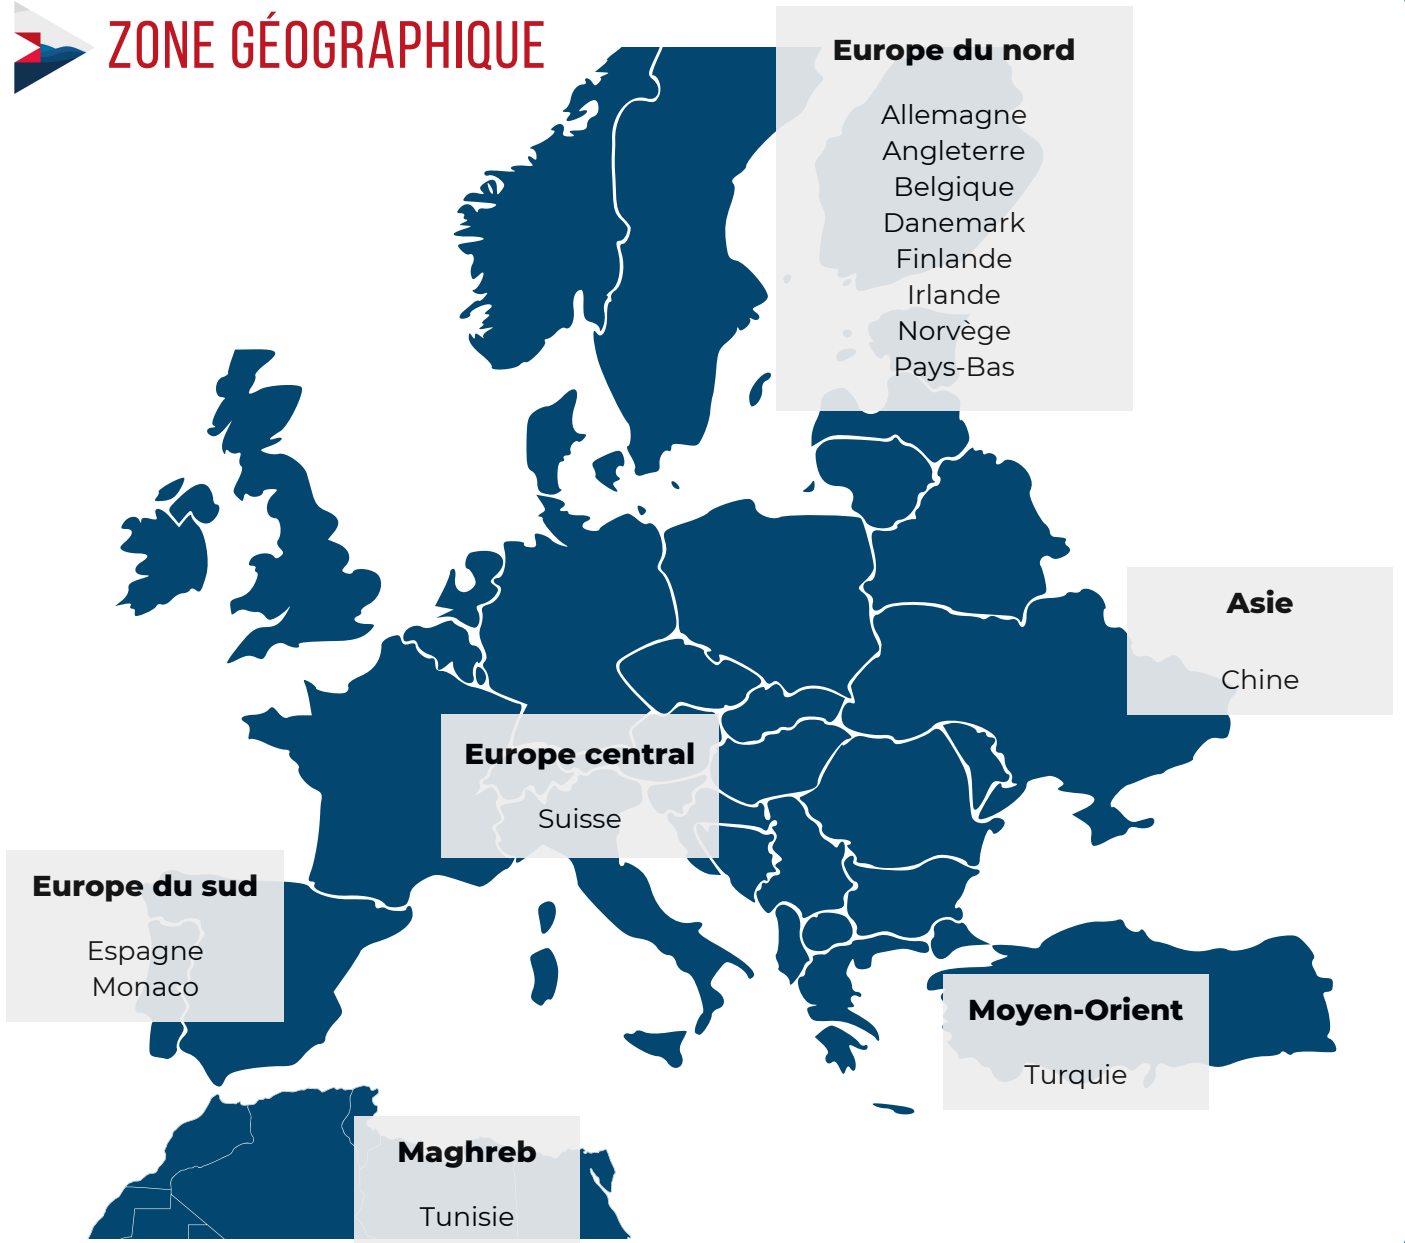 ZONE GÉOGRAPHIQUE
Europe du nord
Allemagne
Angleterre
Belgique
Danemark
Finlande
Irlande
Norvège
Pays-Bas
Asie
Chine
Europe central
Suisse
Europe du sud
Espagne
Monaco
Moyen-Orient
Turquie
Maghreb
Tunisie